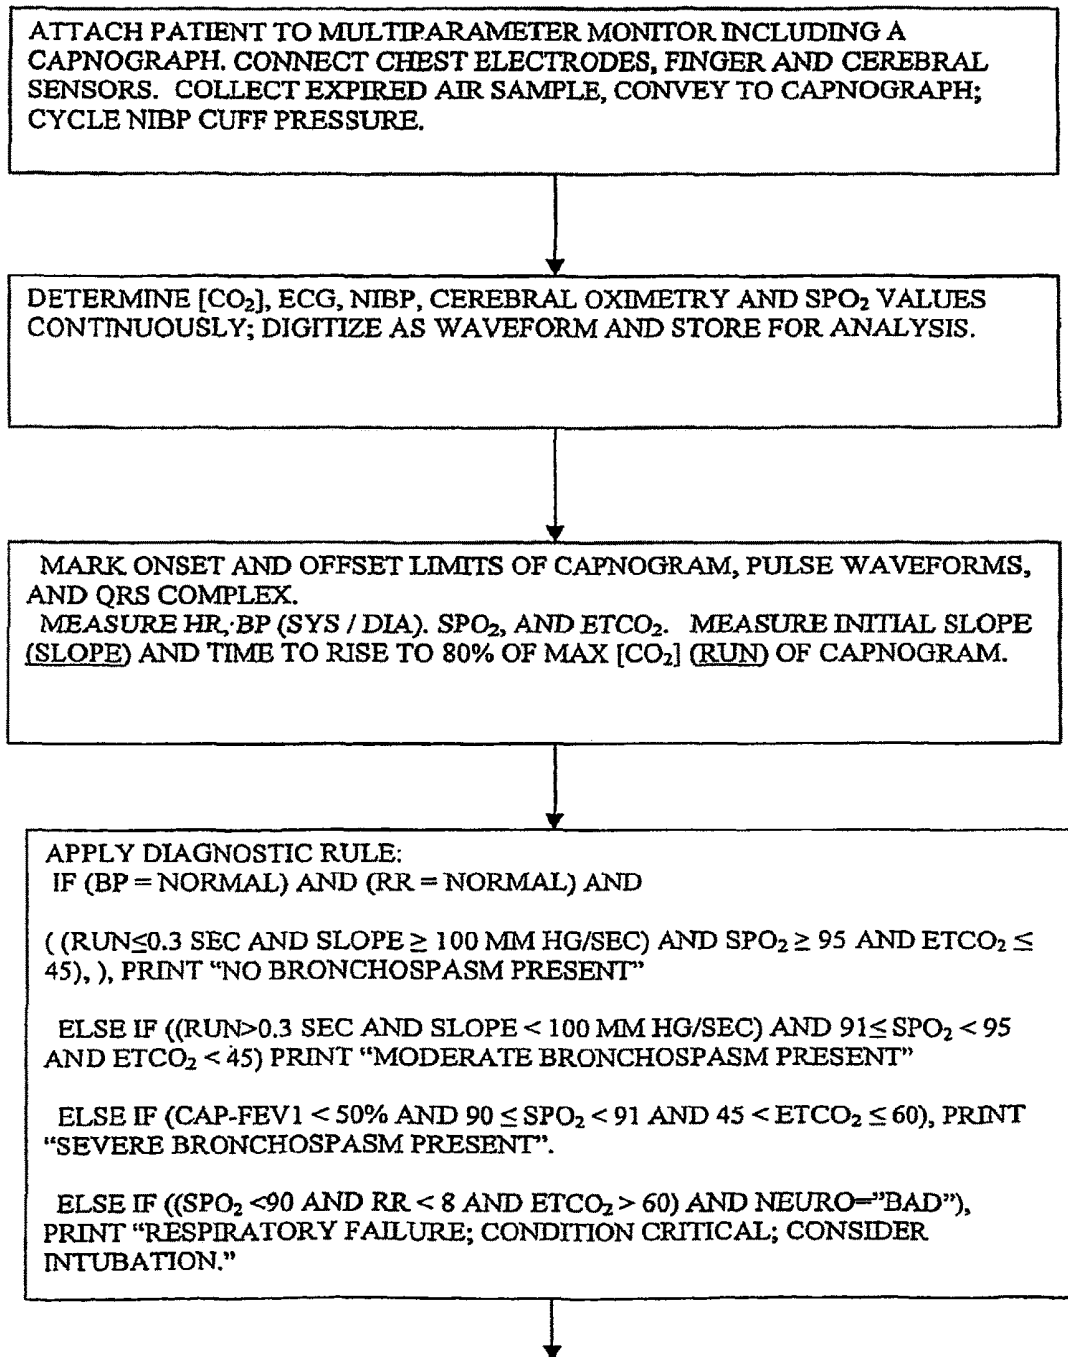 ATTACH PATIENT TO MULTIPARAMETER MONITOR INCLUDING A
CAPNOGRAPH. CONNECT CHEST ELECTRODES, FINGER AND CEREBRAL
SENSORS. COLLECT EXPIRED AIR SAMPLE, CONVEY TO CAPNOGRAPH;
CYCLE NIBP CUFF PRESSURE.
DETERMINE [CO₂], ECG, NIBP, CEREBRAL OXIMETRY AND SPO₂ VALUES
CONTINUOUSLY; DIGITIZE AS WAVEFORM AND STORE FOR ANALYSIS.
MARK ONSET AND OFFSET LIMITS OF CAPNOGRAM, PULSE WAVEFORMS,
AND QRS COMPLEX.
MEASURE HR, BP (SYS / DIA). SPO₂, AND ETCO₂. MEASURE INITIAL SLOPE
(SLOPE) AND TIME TO RISE TO 80% OF MAX [CO₂] (RUN) OF CAPNOGRAM.
APPLY DIAGNOSTIC RULE:
IF (BP = NORMAL) AND (RR = NORMAL) AND
( (RUN≤0.3 SEC AND SLOPE ≥ 100 MM HG/SEC) AND SPO₂ ≥ 95 AND ETCO₂ ≤
45), ), PRINT “NO BRONCHOSPASM PRESENT”
ELSE IF ((RUN>0.3 SEC AND SLOPE < 100 MM HG/SEC) AND 91≤ SPO₂ < 95
AND ETCO₂ < 45) PRINT “MODERATE BRONCHOSPASM PRESENT”
ELSE IF (CAP-FEV1 < 50% AND 90 ≤ SPO₂ < 91 AND 45 < ETCO₂ ≤ 60), PRINT
“SEVERE BRONCHOSPASM PRESENT”.
ELSE IF ((SPO₂ <90 AND RR < 8 AND ETCO₂ > 60) AND NEURO=”BAD”),
PRINT “RESPIRATORY FAILURE; CONDITION CRITICAL; CONSIDER
INTUBATION.”